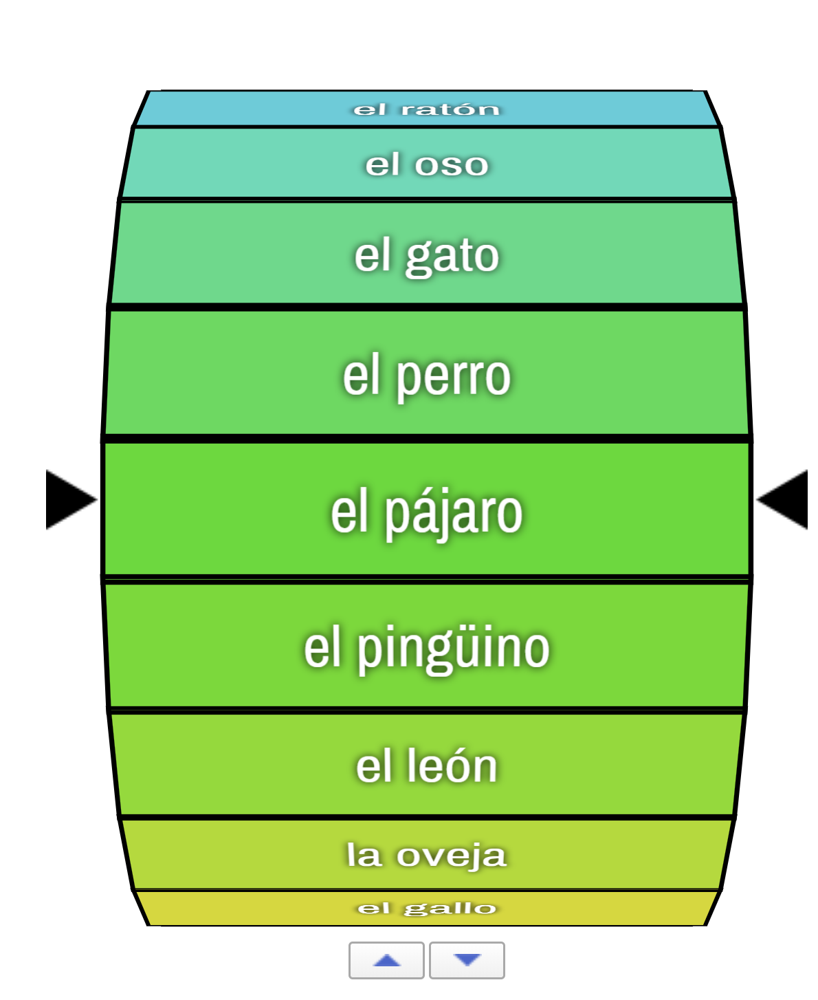 el ratón
el oso
el gato
el perro
el pájaro
el pingüino
el león
la oveja
el gallo